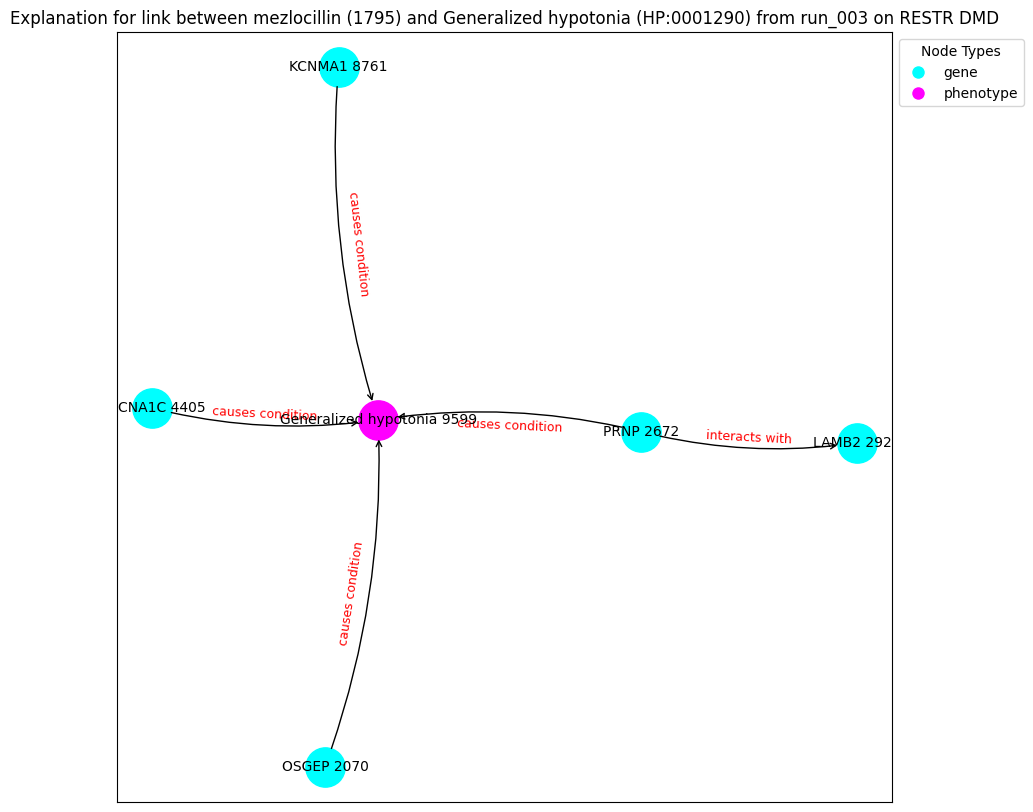 Explanation for link between mezlocillin (1795) and Generalized hypotonia (HP:0001290) from run_003 on RESTR DMD
Node Types
gene
phenotype
KCNMA1 8761
causes condition
CNA1C 4405
causes condition
Generalized hypotonia 9599
causes condition
PRNP 2672
interacts with
LAMB2 292
causes condition
OSGEP 2070